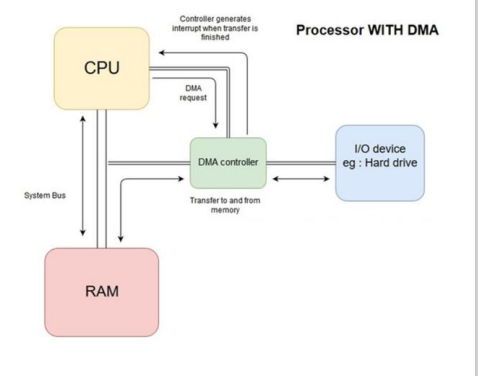 Controller generates
interrupt when transfer is
finished
Processor WITH DMA
CPU
DMA
request
DMA controller
I/O device
eg : Hard drive
System Bus
Transfer to and from
memory
RAM